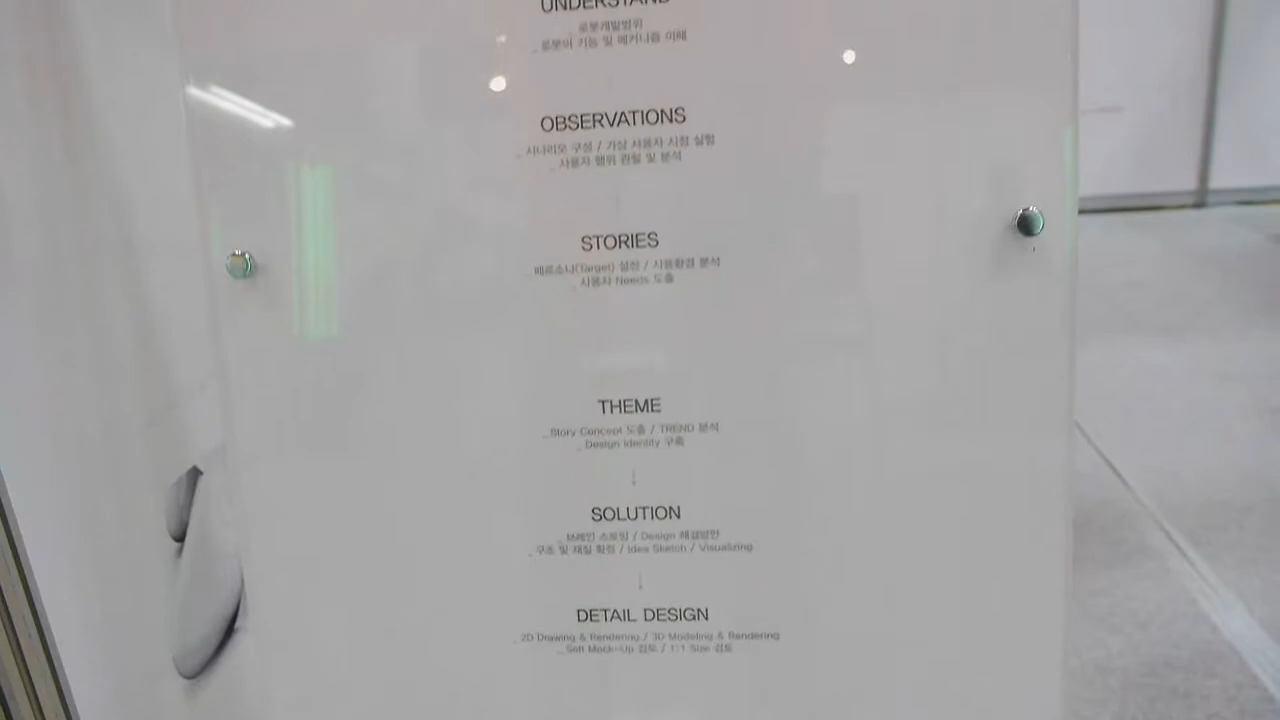 UNDERSTAND
로봇개발범위
_ 로봇의 기능 및 메커니즘 이해
OBSERVATIONS
_ 시나리오 구성 / 가상 사용자 시점 실험
_ 사용자 행위 관찰 및 분석
STORIES
_ 페르소나(Target) 설정 / 사용환경 분석
_ 사용자 Needs 도출
THEME
_ Story Concept 도출 / TREND 분석
_ Design Identity 구축
↓
SOLUTION
_ 브레인 스토밍 / Design 해결방안
_ 구조 및 재질 확정 / Idea Sketch / Visualizing
↓
DETAIL DESIGN
_ 2D Drawing & Rendering / 3D Modeling & Rendering
_ Soft Mock-Up 검토 / 1:1 Size 검토